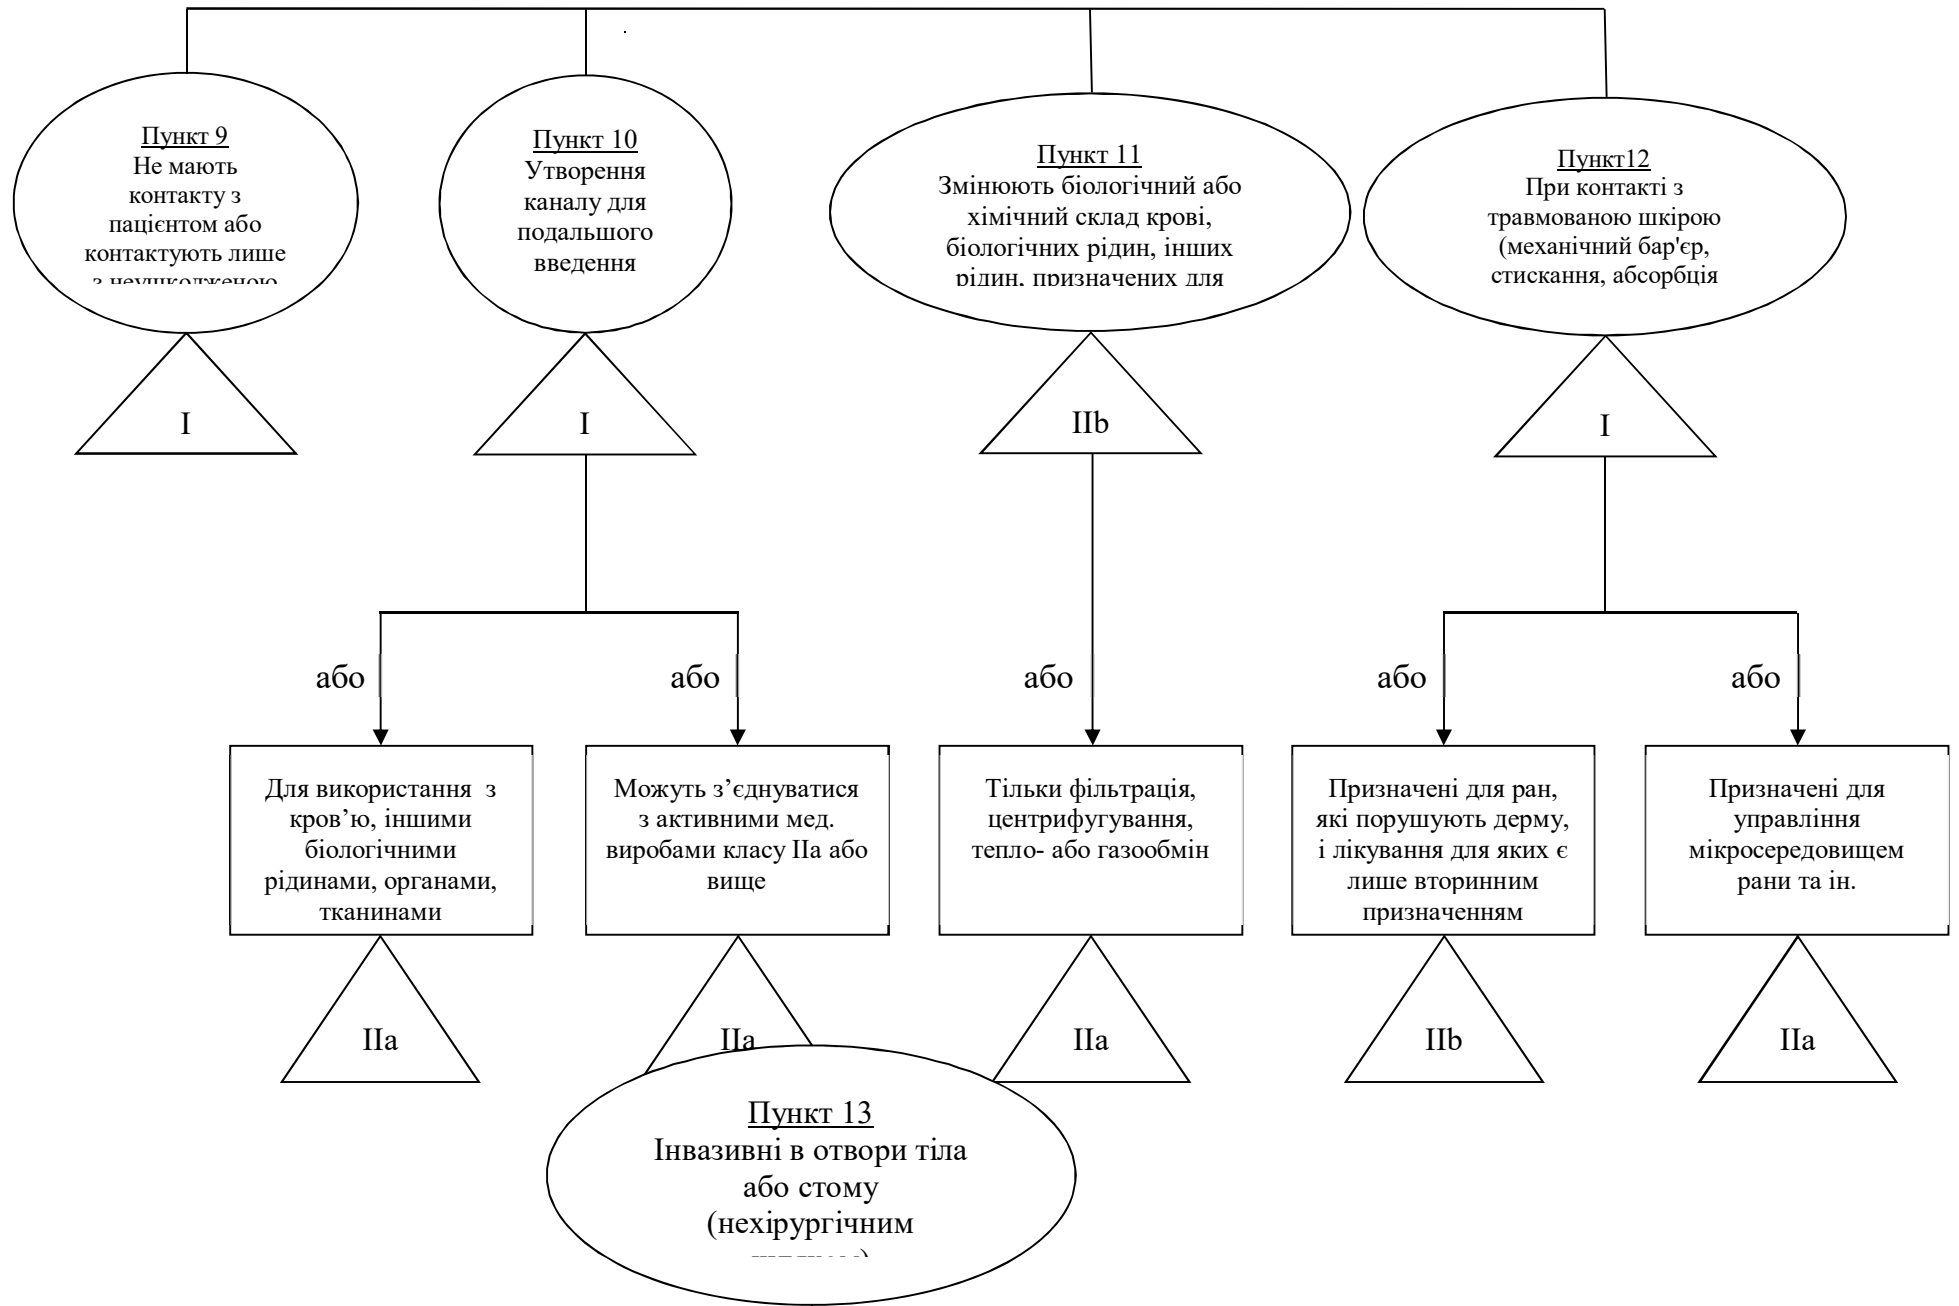 Пункт 9
Не мають
контакту з
пацієнтом або
контактують лише
з неушкодженою
Пункт 10
Утворення
каналу для
подальшого
введення
Пункт 11
Змінюють біологічний або
хімічний склад крові,
біологічних рідин, інших
рідин, призначених для
Пункт12
При контакті з
травмованою шкірою
(механічний бар'єр,
стискання, абсорбція
I
I
IIb
I
або
або
або
або
або
Для використання з
кров’ю, іншими
біологічними
рідинами, органами,
тканинами
Можуть з’єднуватися
з активними мед.
виробами класу IIa або
вище
Тільки фільтрація,
центрифугування,
тепло- або газообмін
Призначені для ран,
які порушують дерму,
і лікування для яких є
лише вторинним
призначенням
Призначені для
управління
мікросередовищем
рани та ін.
IIa
IIa
IIa
IIb
IIa
Пункт 13
Інвазивні в отвори тіла
або стому
(нехірургічним